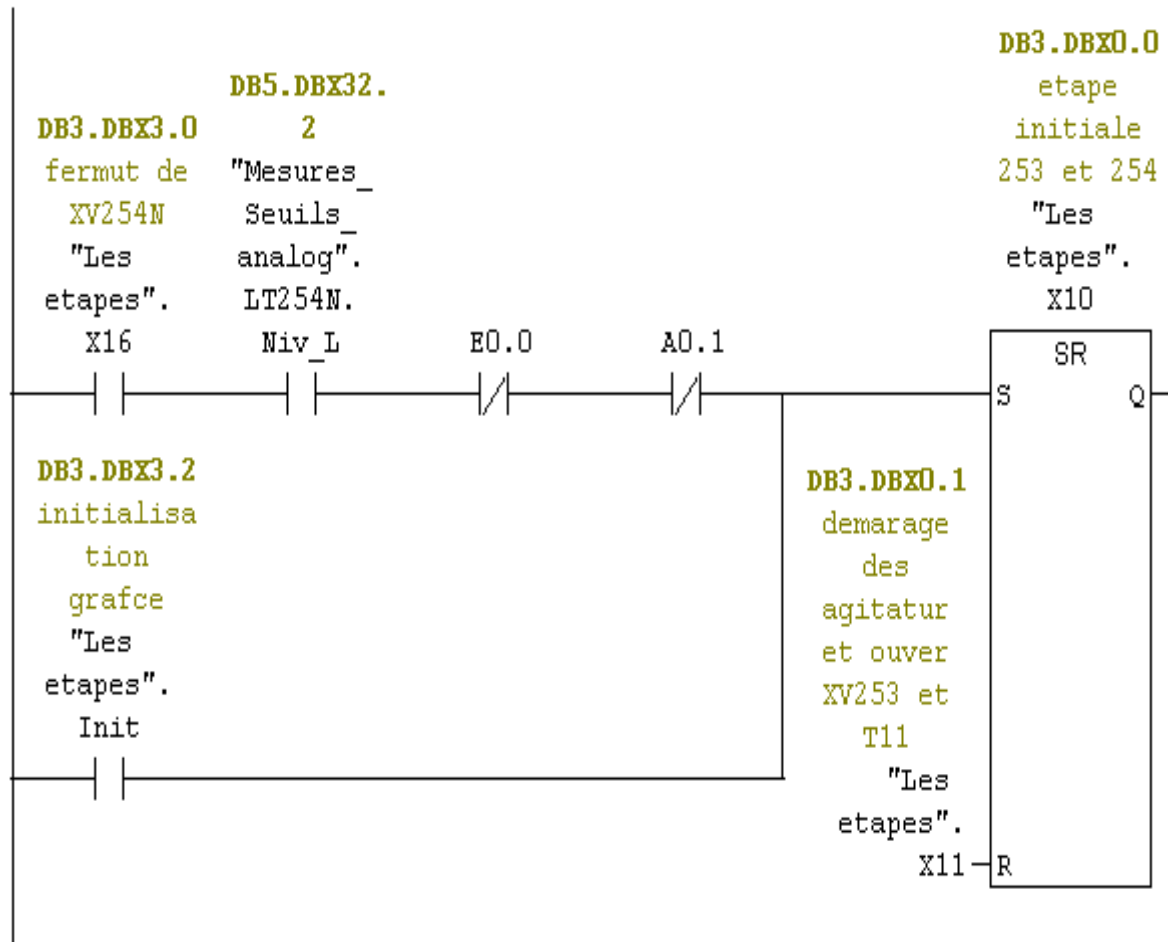 DB3.DBX3.0
fermut de
XV254N
"Les
etapes".
X16
DB5.DBX32.
2
"Mesures_
Seuils_
analog".
LT254N.
Niv_L
E0.0
A0.1
DB3.DBX0.0
etape
initiale
253 et 254
"Les
etapes".
X10
SR
S
Q
DB3.DBX3.2
initialisa
tion
grafce
"Les
etapes".
Init
DB3.DBX0.1
demarage
des
agitatur
et ouver
XV253 et
T11
"Les
etapes".
X11
R